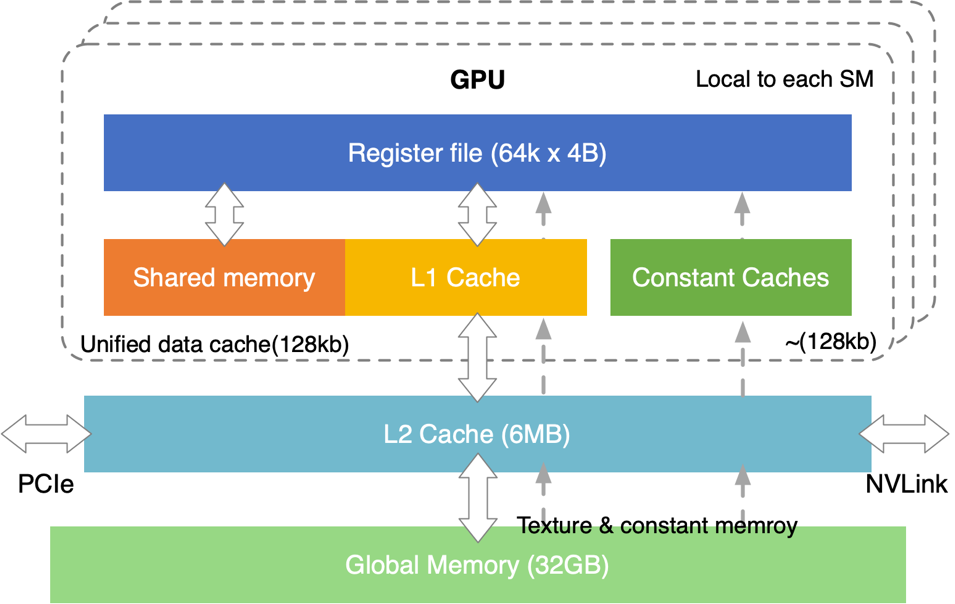 GPU
Local to each SM
Register file (64k x 4B)
Shared memory
L1 Cache
Constant Caches
Unified data cache(128kb)
~(128kb)
L2 Cache (6MB)
PCIe
NVLink
Texture & constant memroy
Global Memory (32GB)